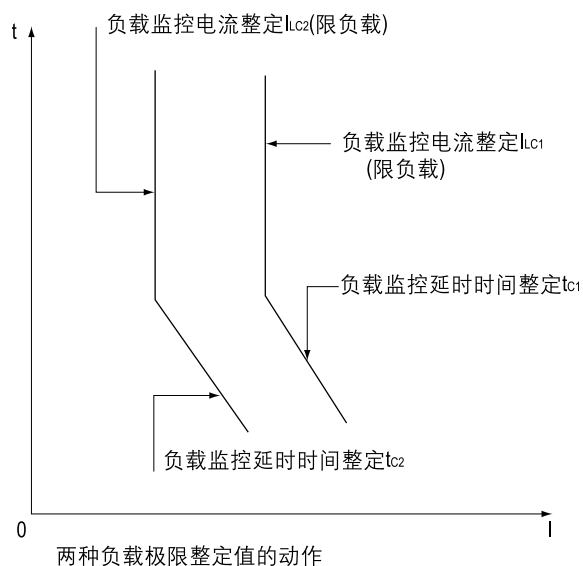 负载监控电流整定ILC2(限负载)
t
负载监控电流整定ILC1
(限负载)
负载监控延时时间整定tC1
负载监控延时时间整定tC2
0
I
两种负载极限整定值的动作